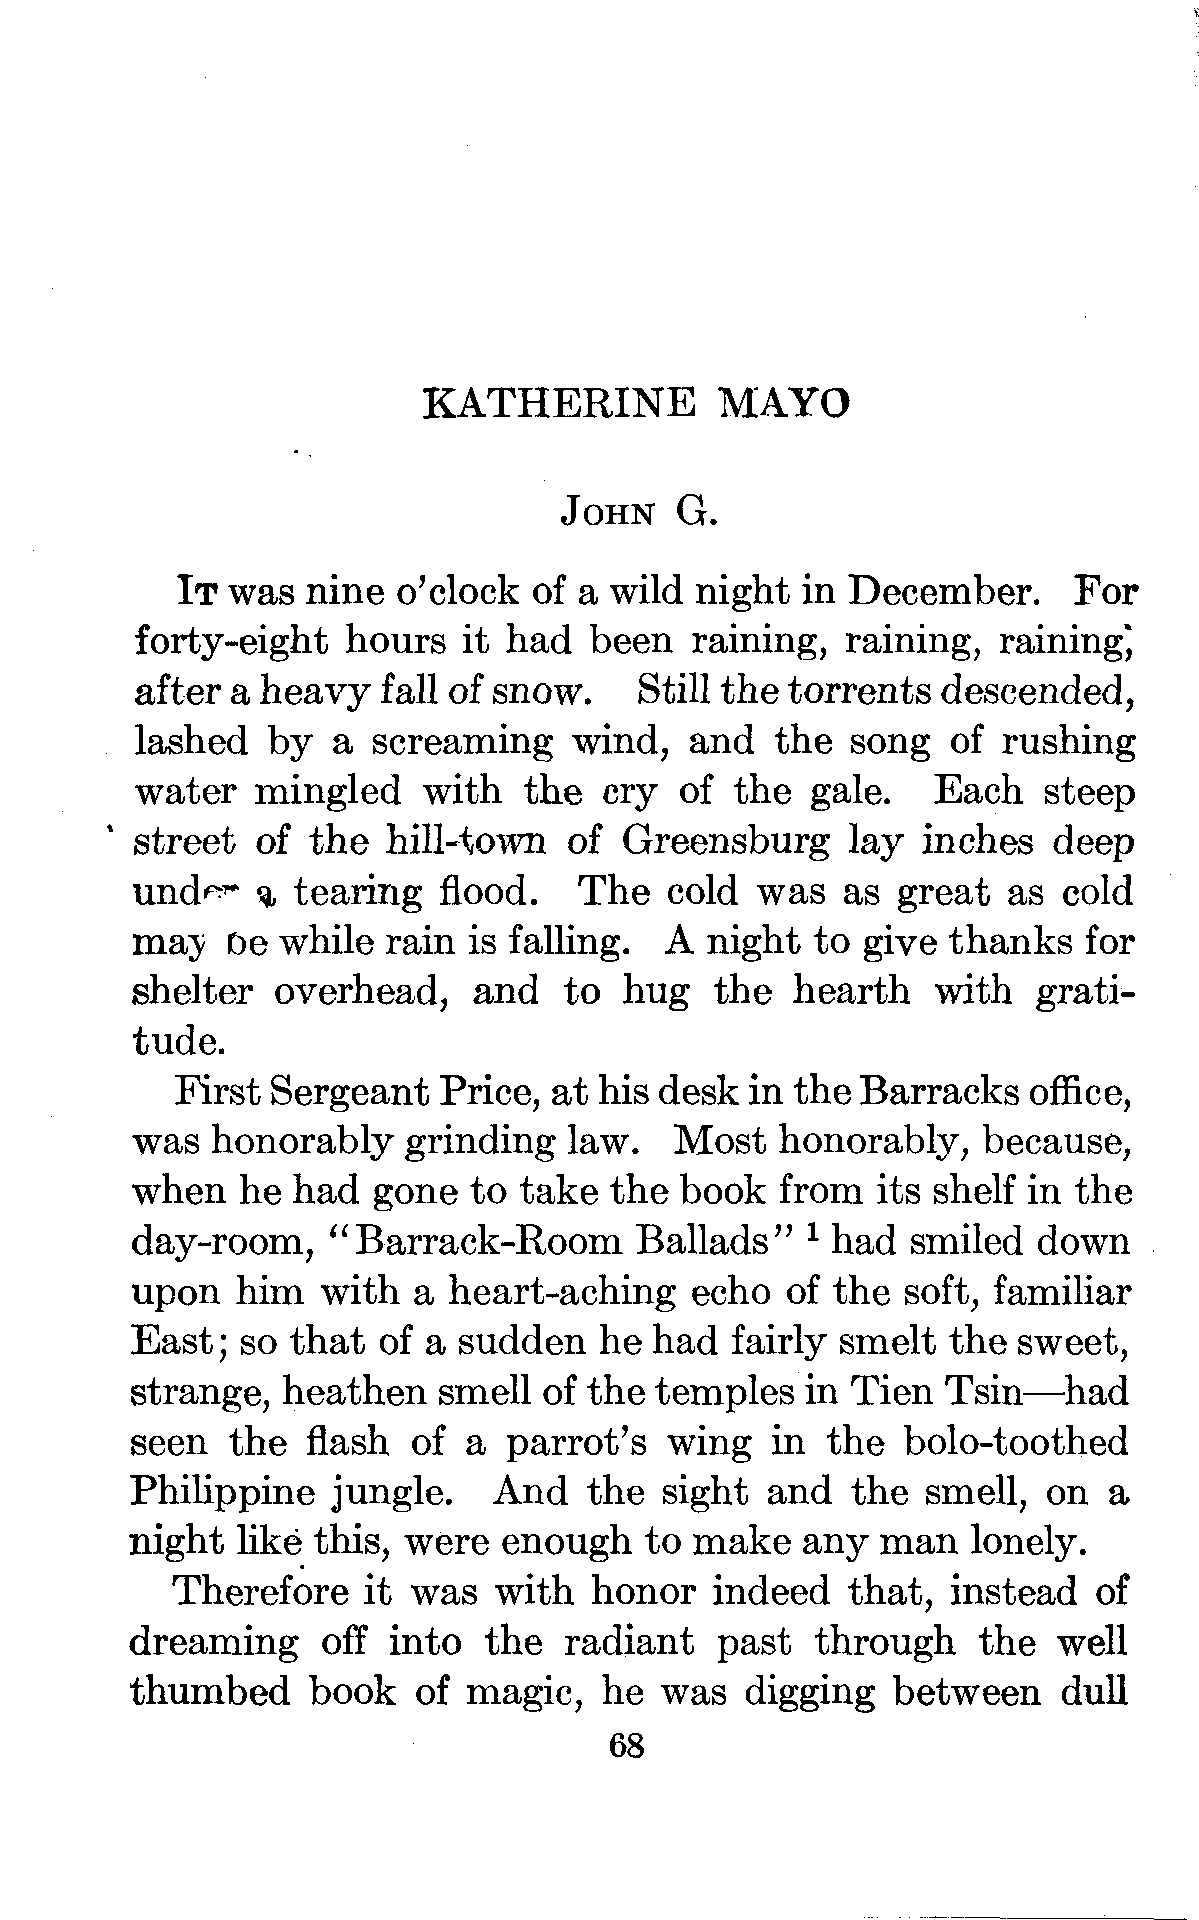 KATHERINE MAYO
JOHN G.
IT was nine o'clock of a wild night in December. For
forty-eight hours it had been raining, raining, raining,
after a heavy fall of snow. Still the torrents descended,
lashed by a screaming wind, and the song of rushing
water mingled with the cry of the gale. Each steep
street of the hill-town of Greensburg lay inches deep
under a tearing flood. The cold was as great as cold
may be while rain is falling. A night to give thanks for
shelter overhead, and to hug the hearth with grati-
tude.
First Sergeant Price, at his desk in the Barracks office,
was honorably grinding law. Most honorably, because,
when he had gone to take the book from its shelf in the
day-room, "Barrack-Room Ballads" 1 had smiled down
upon him with a heart-aching echo of the soft, familiar
East; so that of a sudden he had fairly smelt the sweet,
strange, heathen smell of the temples in Tien Tsin—had
seen the flash of a parrot's wing in the bolo-toothed
Philippine jungle. And the sight and the smell, on a
night like this, were enough to make any man lonely.
Therefore it was with honor indeed that, instead of
dreaming off into the radiant past through the well
thumbed book of magic, he was digging between dull
68